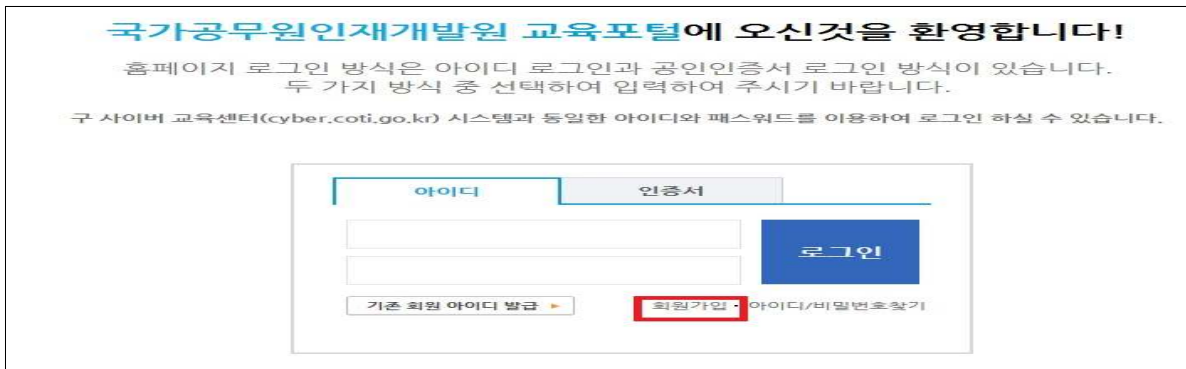 국가공무원인재개발원 교육포털에 오신것을 환영합니다!
홈페이지 로그인 방식은 아이디 로그인과 공인인증서 로그인 방식이 있습니다.
두 가지 방식 중 선택하여 입력하여 주시기 바랍니다.
구 사이버 교육센터(cyber.coti.go.kr) 시스템과 동일한 아이디와 패스워드를 이용하여 로그인 하실 수 있습니다.
아이디 인증서
로그인
기존 회원 아이디 발급 ▸ 회원가입 · 아이디/비밀번호찾기